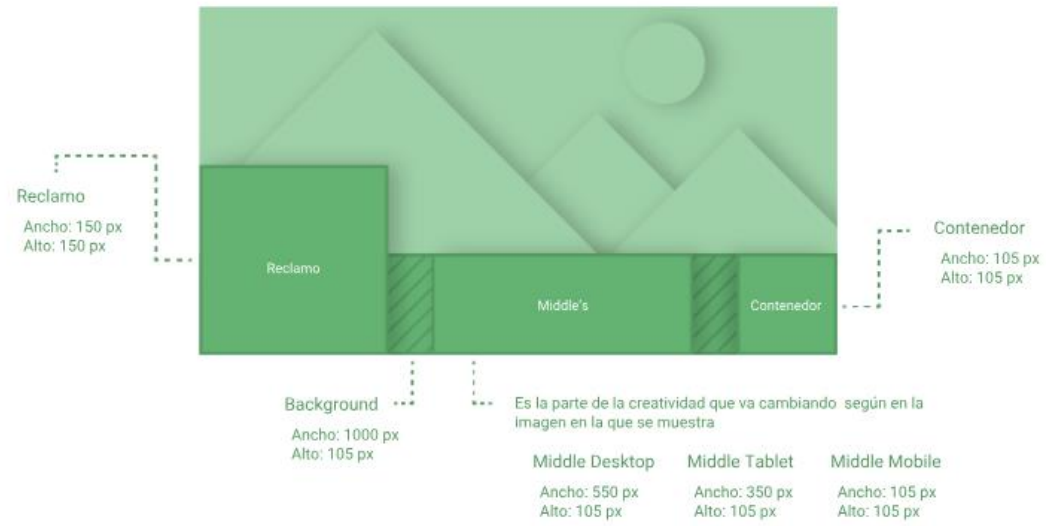 Reclamo
Ancho: 150 px
Alto: 150 px
Reclamo
Middle's
Contenedor
Contenedor
Ancho: 105 px
Alto: 105 px
Background
Ancho: 1000 px
Alto: 105 px
Es la parte de la creatividad que va cambiando según en la
imagen en la que se muestra
Middle Desktop
Ancho: 550 px
Alto: 105 px
Middle Tablet
Ancho: 350 px
Alto: 105 px
Middle Mobile
Ancho: 105 px
Alto: 105 px